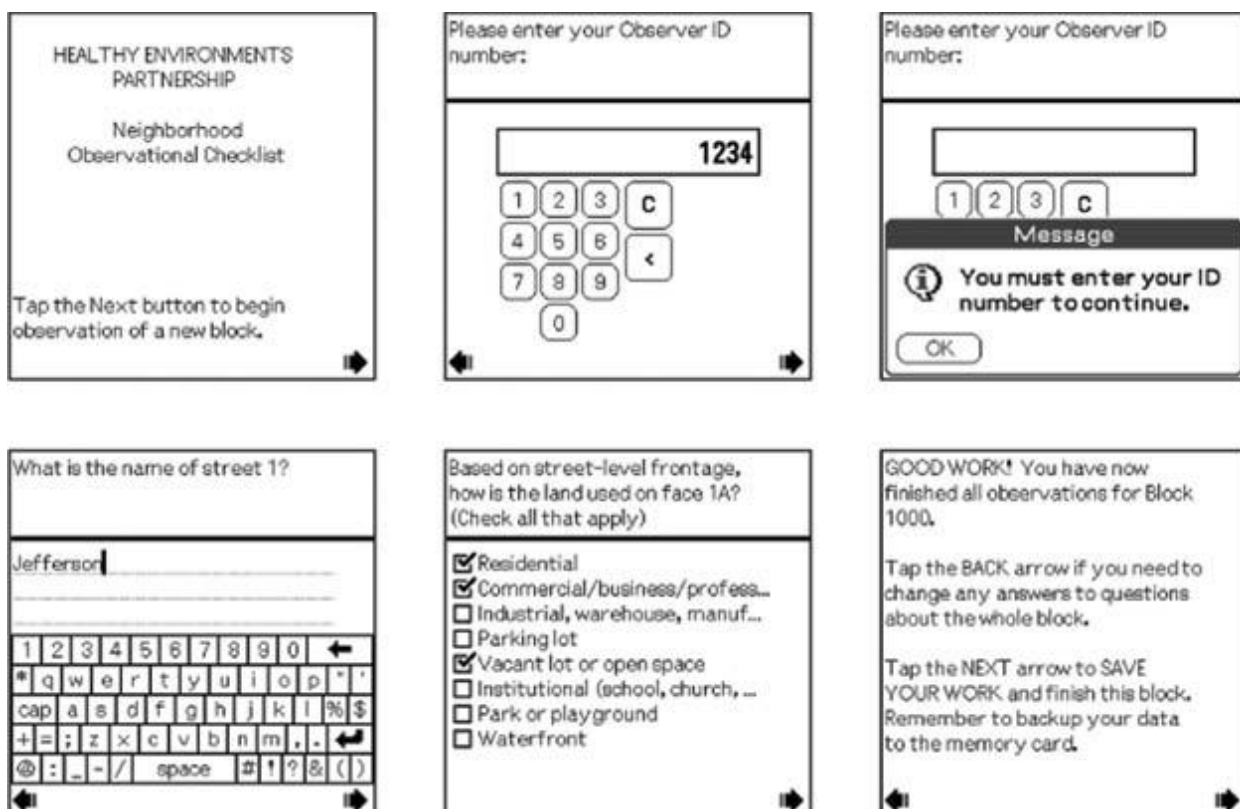 HEALTHY ENVIRONMENTS
PARTNERSHIP
Neighborhood
Observational Checklist
Tap the Next button to begin
observation of a new block.
Please enter your Observer ID
number:
1234
1 2 3 C
4 5 6 <
7 8 9
0
Please enter your Observer ID
number:
1 2 3 C
Message
You must enter your ID
number to continue.
OK
What is the name of street 1?
Jefferson
1 2 3 4 5 6 7 8 9 0
* q w e r t y u i o p " '
cap a s d f g h j k l % $
+ = ; z x c v b n m , .
@ : _ - / space # ! ? & ( )
Based on street-level frontage,
how is the land used on face 1A?
(Check all that apply)
Residential
Commercial/business/profess...
Industrial, warehouse, manuf...
Parking lot
Vacant lot or open space
Institutional (school, church, ...
Park or playground
Waterfront
GOOD WORK! You have now
finished all observations for Block
1000.
Tap the BACK arrow if you need to
change any answers to questions
about the whole block.
Tap the NEXT arrow to SAVE
YOUR WORK and finish this block.
Remember to backup your data
to the memory card.